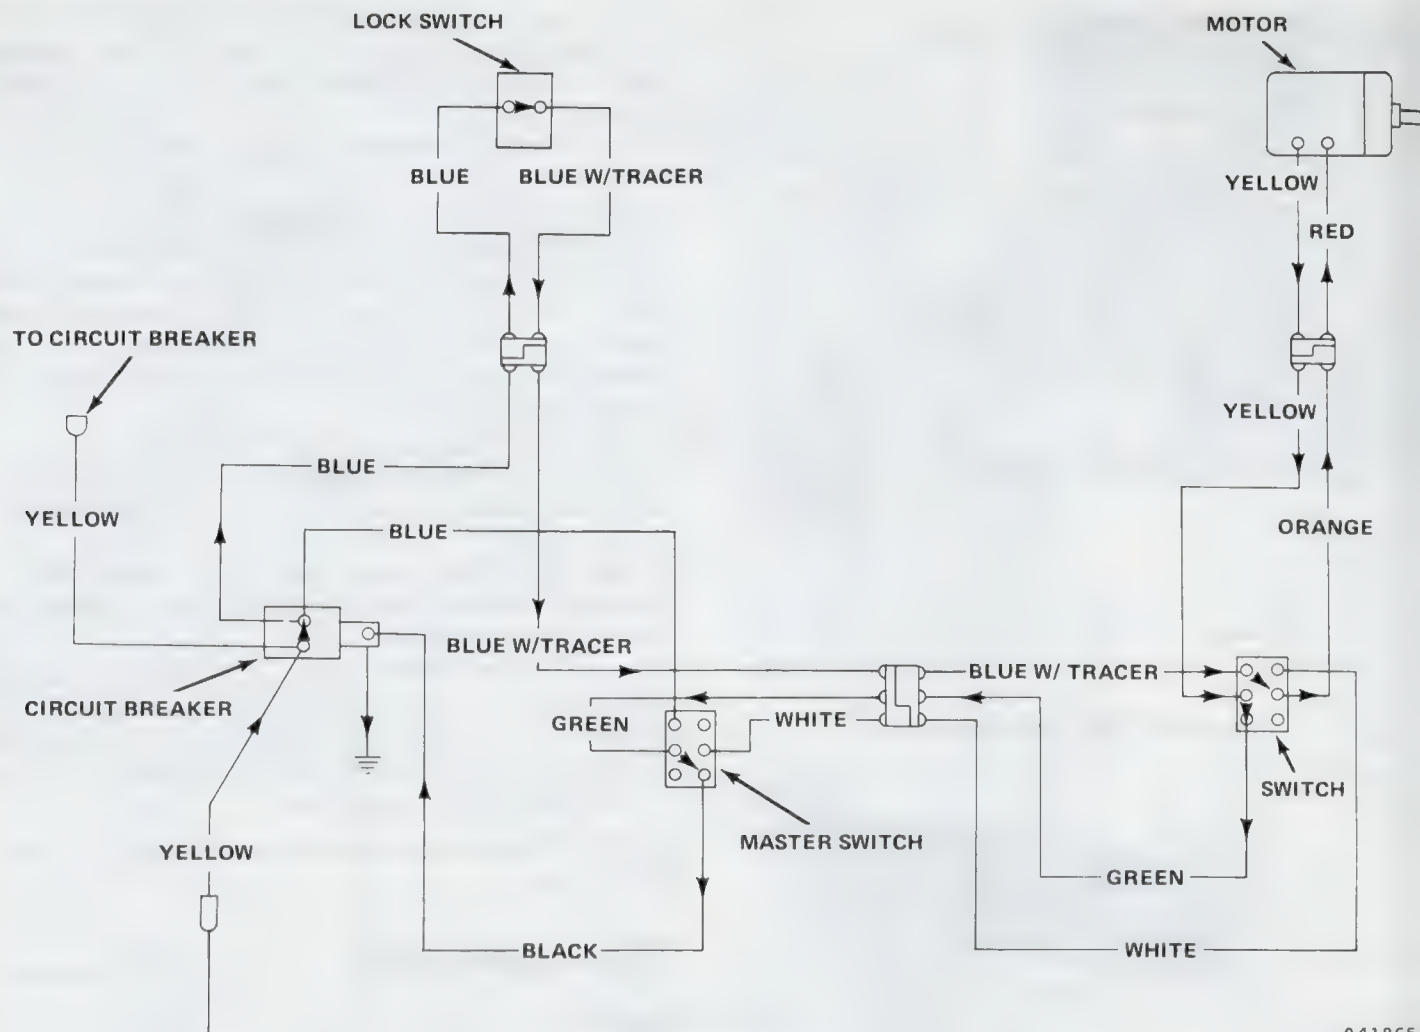 LOCK SWITCH
MOTOR
BLUE
BLUE W/TRACER
YELLOW
RED
TO CIRCUIT BREAKER
YELLOW
BLUE
YELLOW
BLUE
ORANGE
BLUE W/TRACER
BLUE W/ TRACER
CIRCUIT BREAKER
GREEN
WHITE
SWITCH
MASTER SWITCH
YELLOW
GREEN
BLACK
WHITE